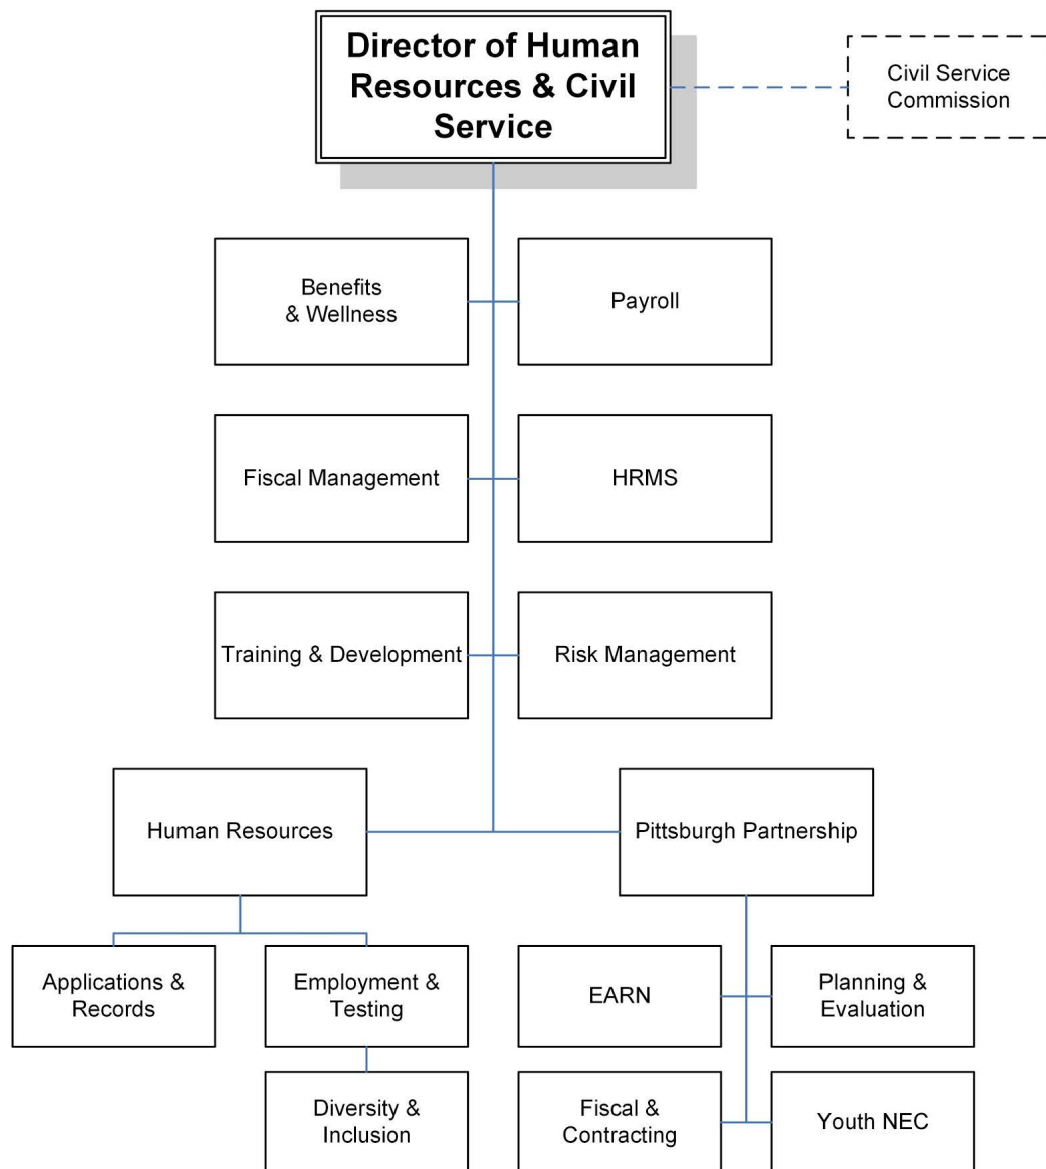 Director of Human
Resources & Civil
Service
Civil Service
Commission
Benefits
& Wellness
Payroll
Fiscal Management
HRMS
Training & Development
Risk Management
Human Resources
Pittsburgh Partnership
Applications &
Records
Employment &
Testing
EARN
Planning &
Evaluation
Diversity &
Inclusion
Fiscal &
Contracting
Youth NEC